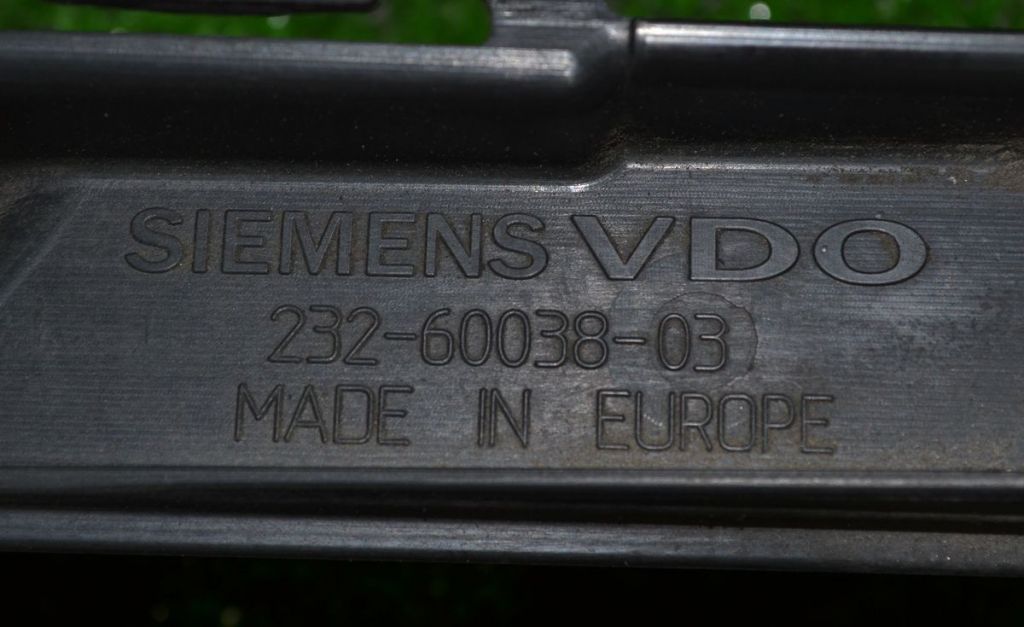 SIEMENS VDO
232-60038-03
MADE IN EUROPE